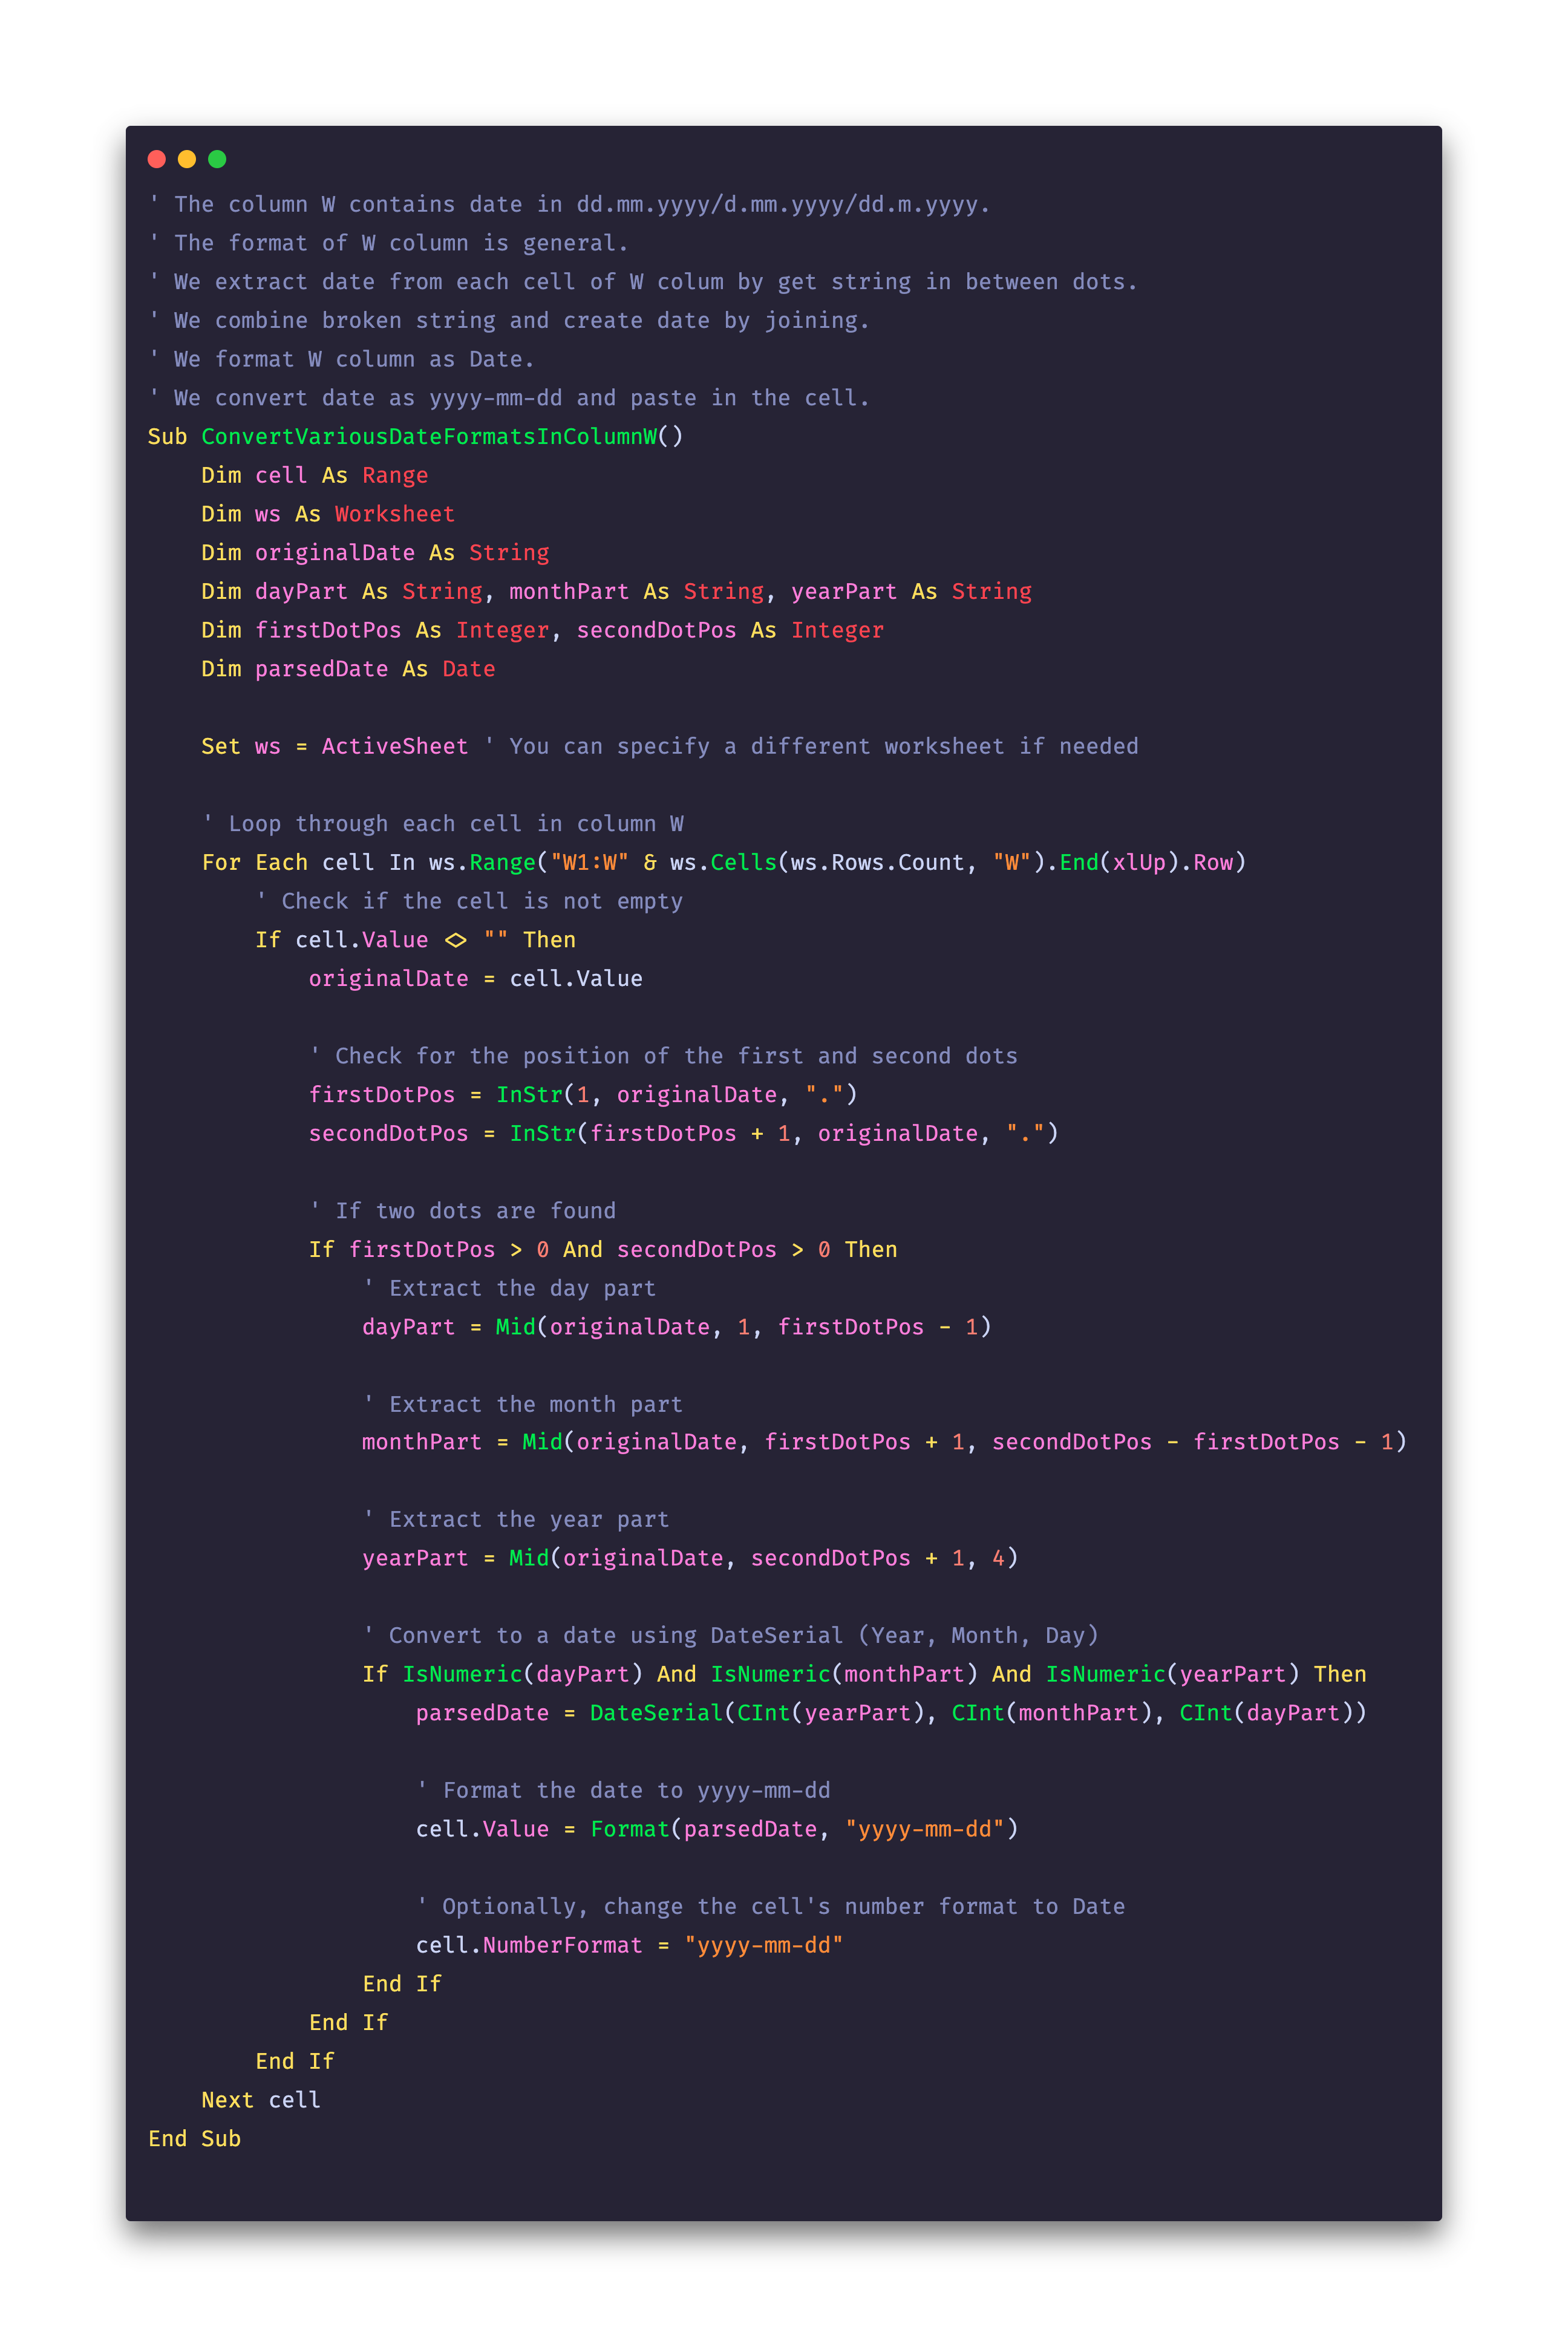 ' The column W contains date in dd.mm.yyyy/d.mm.yyyy/dd.m.yyyy.
' The format of W column is general.
' We extract date from each cell of W colum by get string in between dots.
' We combine broken string and create date by joining.
' We format W column as Date.
' We convert date as yyyy-mm-dd and paste in the cell.
Sub ConvertVariousDateFormatsInColumnW()
    Dim cell As Range
    Dim ws As Worksheet
    Dim originalDate As String
    Dim dayPart As String, monthPart As String, yearPart As String
    Dim firstDotPos As Integer, secondDotPos As Integer
    Dim parsedDate As Date

    Set ws = ActiveSheet ' You can specify a different worksheet if needed

    ' Loop through each cell in column W
    For Each cell In ws.Range("W1:W" & ws.Cells(ws.Rows.Count, "W").End(xlUp).Row)
        ' Check if the cell is not empty
        If cell.Value <> "" Then
            originalDate = cell.Value

            ' Check for the position of the first and second dots
            firstDotPos = InStr(1, originalDate, ".")
            secondDotPos = InStr(firstDotPos + 1, originalDate, ".")

            ' If two dots are found
            If firstDotPos > 0 And secondDotPos > 0 Then
                ' Extract the day part
                dayPart = Mid(originalDate, 1, firstDotPos - 1)

                ' Extract the month part
                monthPart = Mid(originalDate, firstDotPos + 1, secondDotPos - firstDotPos - 1)

                ' Extract the year part
                yearPart = Mid(originalDate, secondDotPos + 1, 4)

                ' Convert to a date using DateSerial (Year, Month, Day)
                If IsNumeric(dayPart) And IsNumeric(monthPart) And IsNumeric(yearPart) Then
                    parsedDate = DateSerial(CInt(yearPart), CInt(monthPart), CInt(dayPart))

                    ' Format the date to yyyy-mm-dd
                    cell.Value = Format(parsedDate, "yyyy-mm-dd")

                    ' Optionally, change the cell's number format to Date
                    cell.NumberFormat = "yyyy-mm-dd"
                End If
            End If
        End If
    Next cell
End Sub